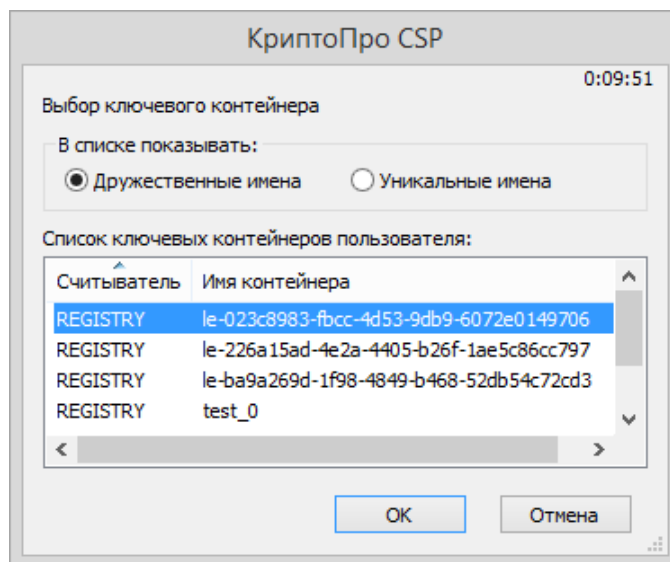 КриптоПро CSP
0:09:51
Выбор ключевого контейнера
В списке показывать:
Дружественные имена Уникальные имена
Список ключевых контейнеров пользователя:
Считыватель Имя контейнера
REGISTRY le-023c8983-fbcc-4d53-9db9-6072e0149706
REGISTRY le-226a15ad-4e2a-4405-b26f-1ae5c86cc797
REGISTRY le-ba9a269d-1f98-4849-b468-52db54c72cd3
REGISTRY test_0
ОК Отмена